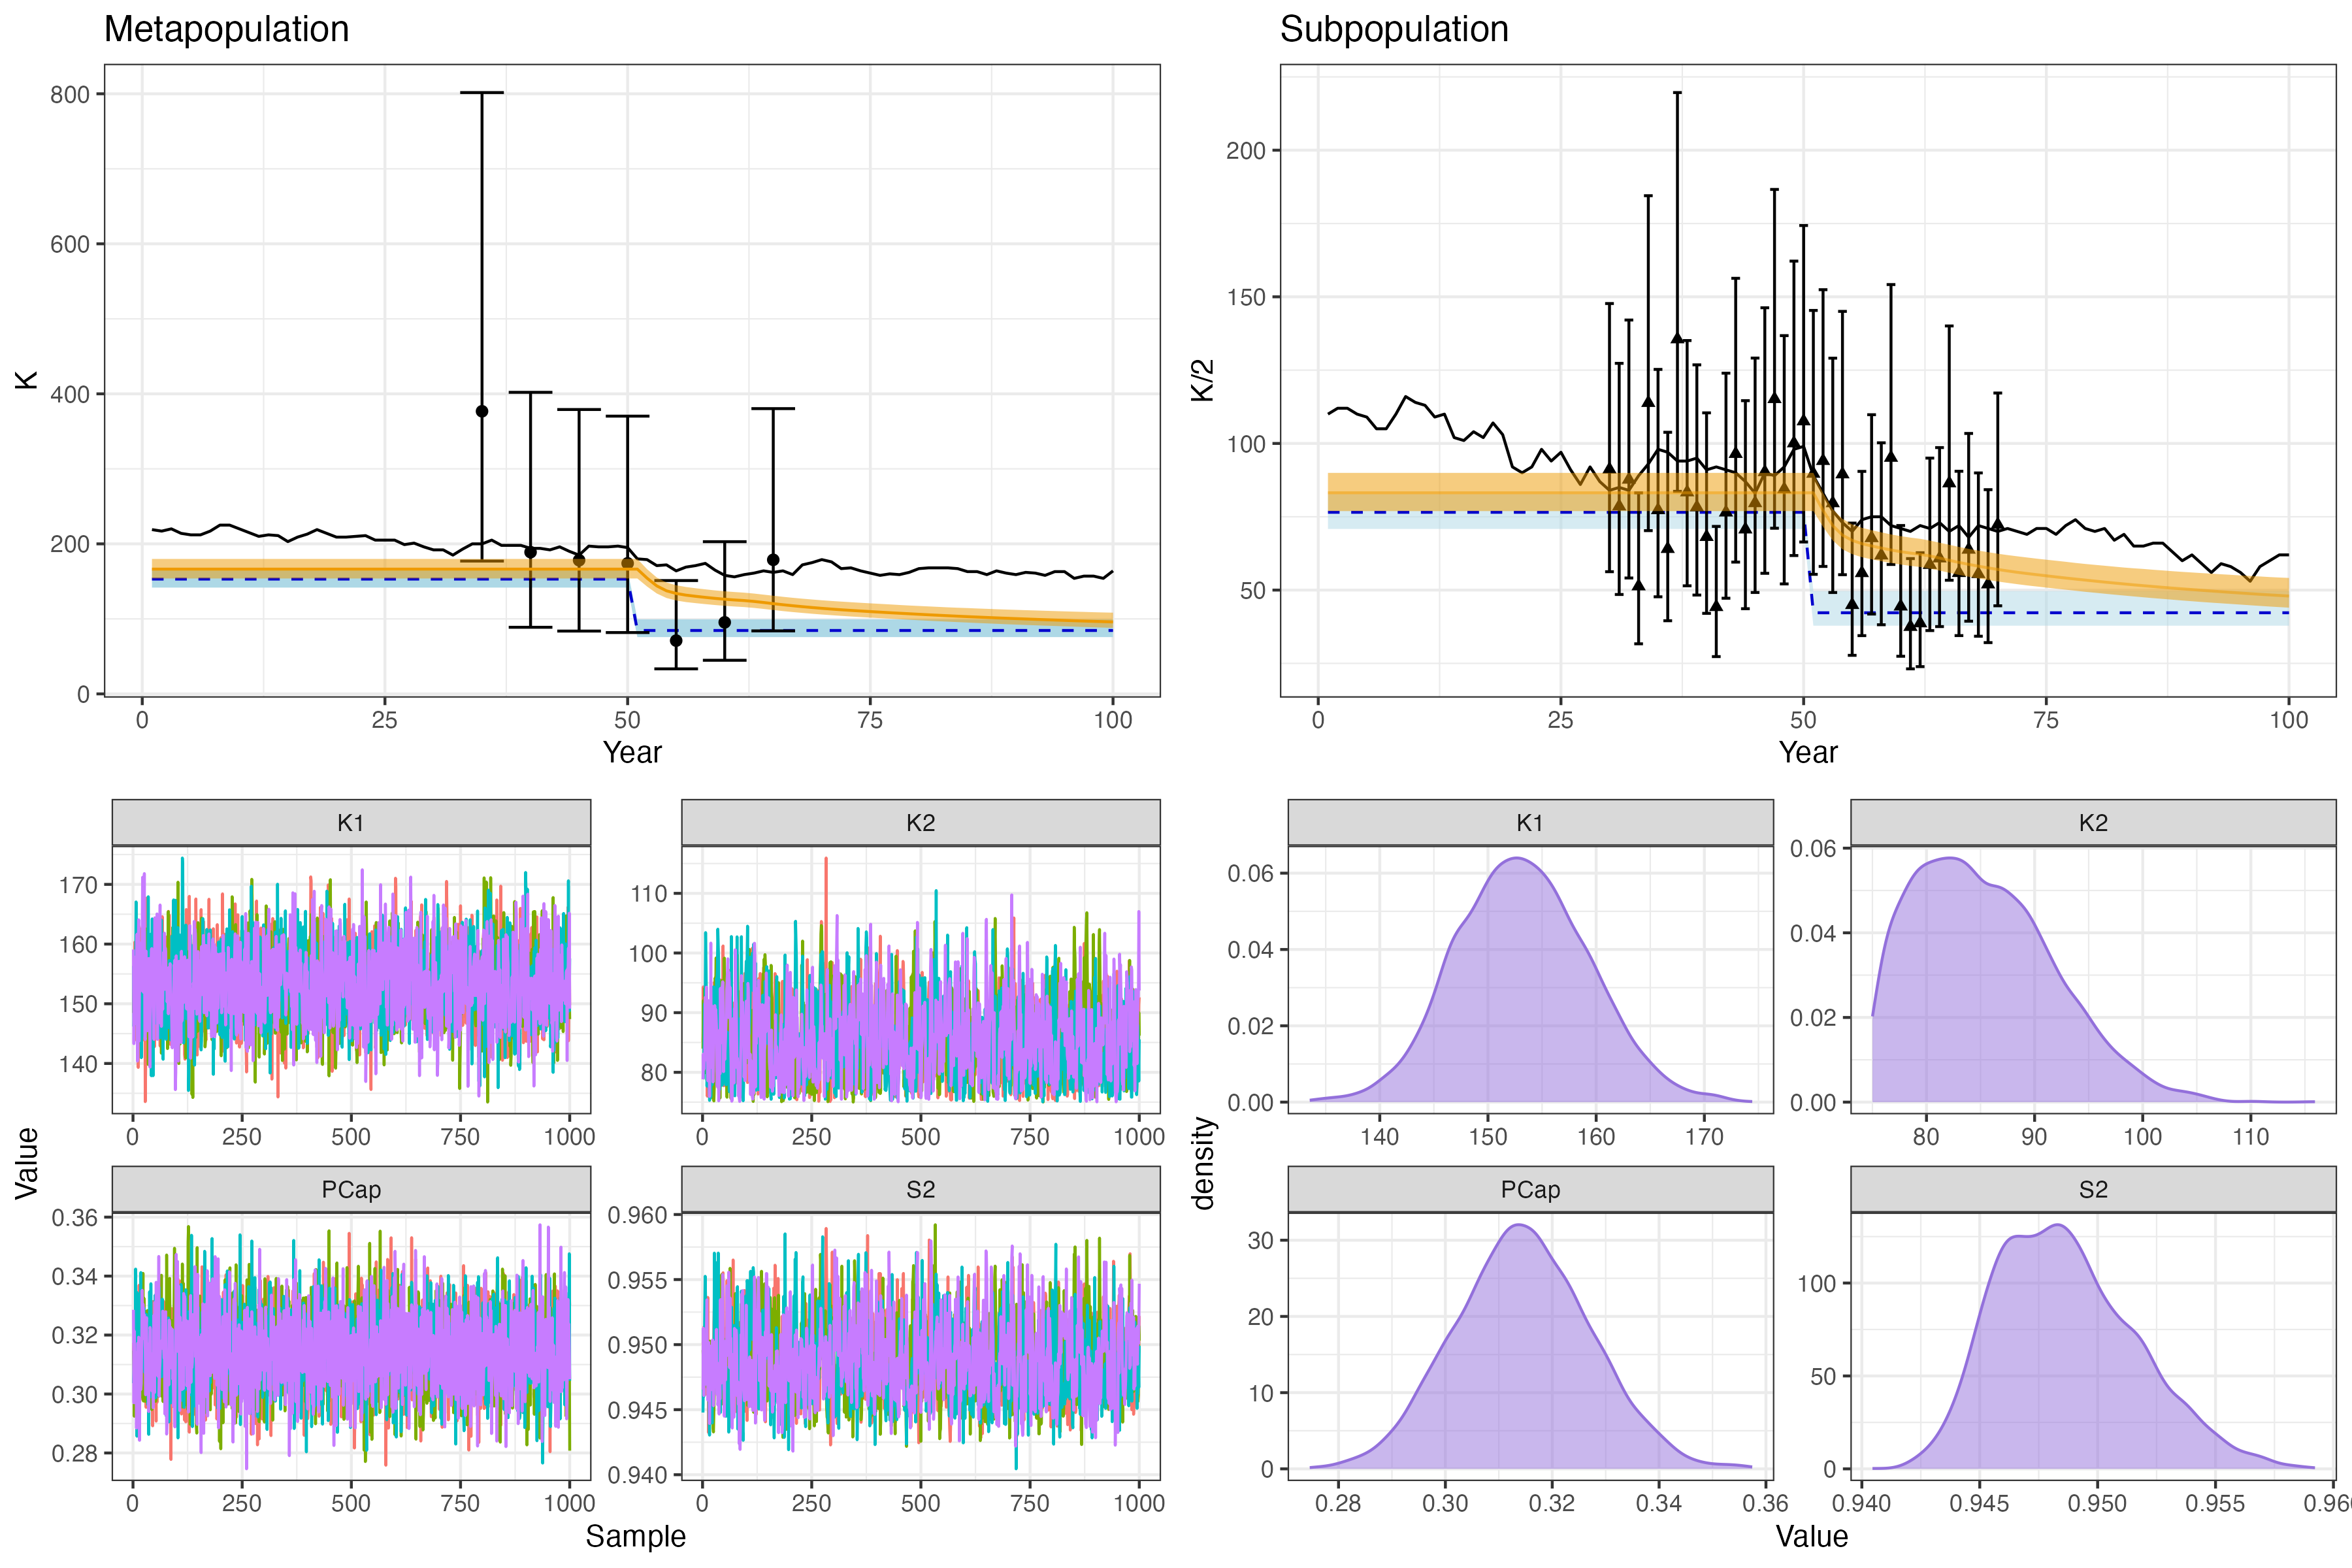 Metapopulation
800
600
400
200
0
K
0 25 50 75 100
Year
Subpopulation
200
150
100
50
K/2
0 25 50 75 100
Year
K1
170
160
150
140
0 250 500 750 1000
K2
110
100
90
80
0 250 500 750 1000
Value
PCap
0.36
0.34
0.32
0.30
0.28
0 250 500 750 1000
S2
0.960
0.955
0.950
0.945
0.940
0 250 500 750 1000
Sample
K1
0.06
0.04
0.02
0.00
140 150 160 170
K2
0.06
0.04
0.02
0.00
80 90 100 110
density
PCap
30
20
10
0
0.28 0.30 0.32 0.34 0.36
S2
100
50
0
0.940 0.945 0.950 0.955
Value